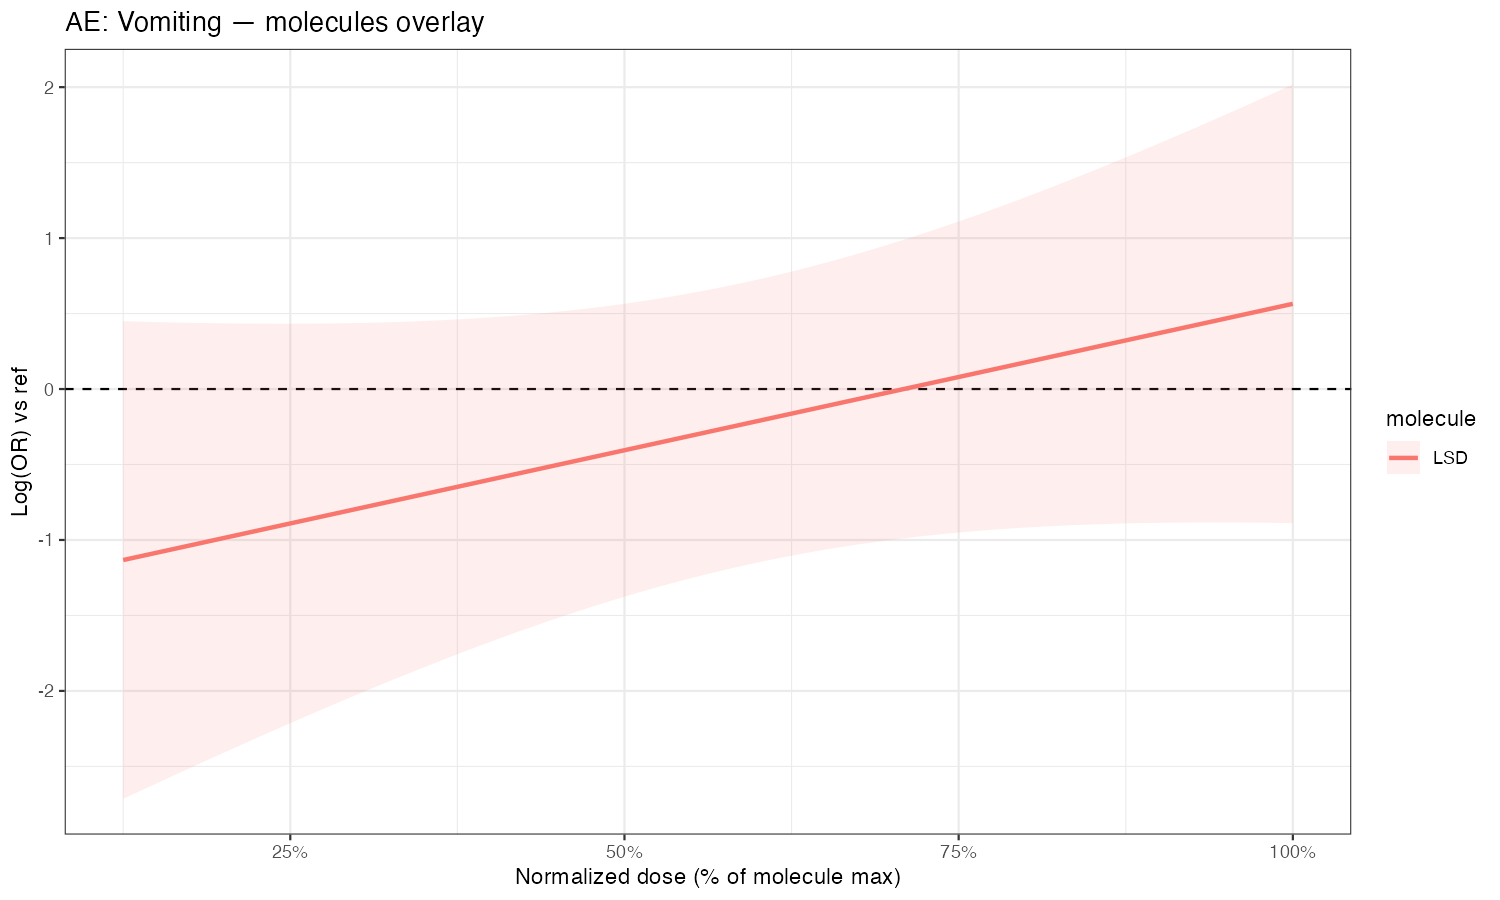 AE: Vomiting — molecules overlay
2
1
0
-1
-2
Log(OR) vs ref
25%
50%
75%
100%
Normalized dose (% of molecule max)
molecule
LSD